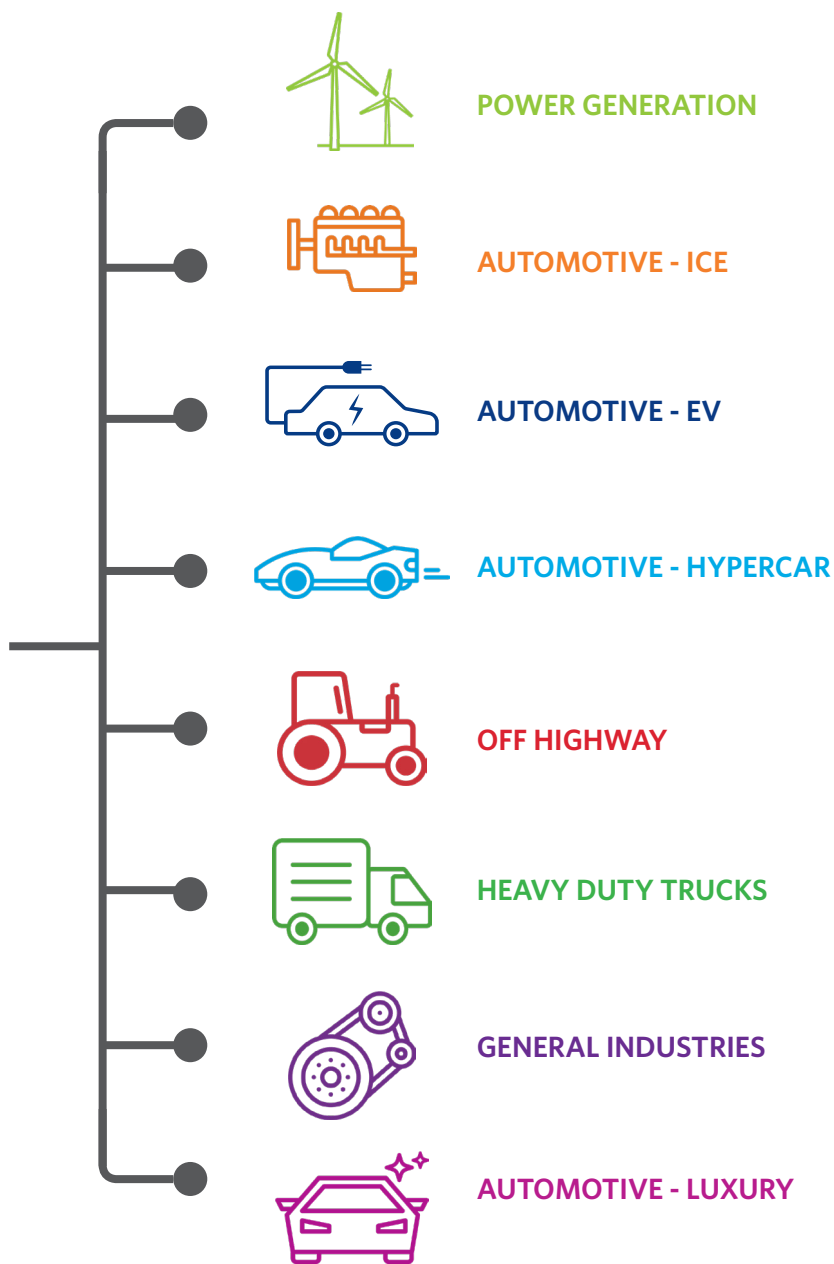 POWER GENERATION
AUTOMOTIVE - ICE
AUTOMOTIVE - EV
AUTOMOTIVE - HYPERCAR
OFF HIGHWAY
HEAVY DUTY TRUCKS
GENERAL INDUSTRIES
AUTOMOTIVE - LUXURY